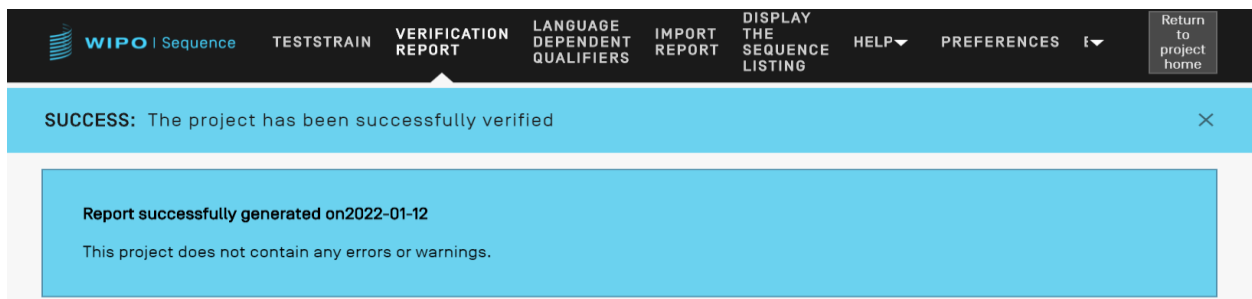 WIPO | Sequence
TESTSTRAIN
VERIFICATION
REPORT
LANGUAGE
DEPENDENT
QUALIFIERS
IMPORT
REPORT
DISPLAY
THE
SEQUENCE
LISTING
HELP
PREFERENCES
Return
to
project
home
SUCCESS: The project has been successfully verified
Report successfully generated on2022-01-12
This project does not contain any errors or warnings.